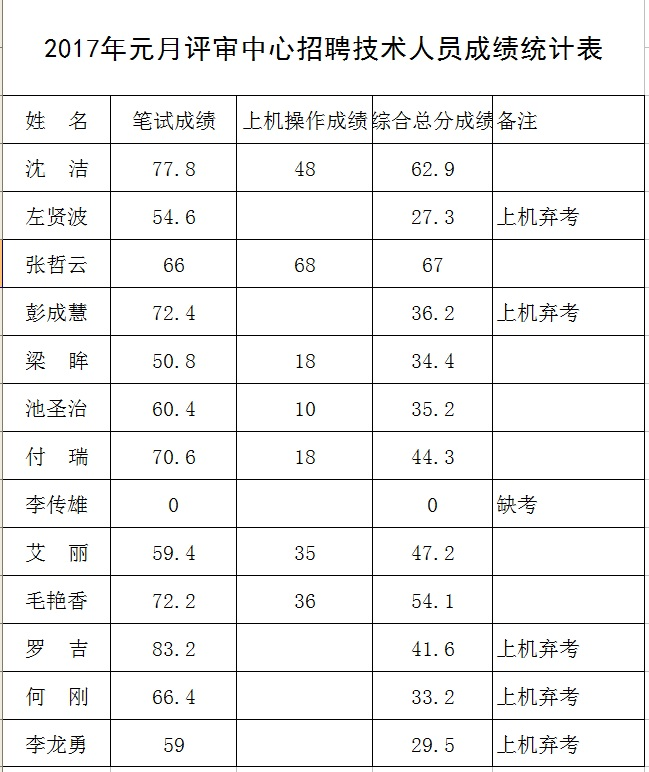 2017年元月评审中心招聘技术人员成绩统计表
姓 名 笔试成绩 上机操作成绩 综合总分成绩 备注
沈 洁 77.8 48 62.9
左贤波 54.6 27.3 上机弃考
张哲云 66 68 67
彭成慧 72.4 36.2 上机弃考
梁 眸 50.8 18 34.4
池圣治 60.4 10 35.2
付 瑞 70.6 18 44.3
李传雄 0 0 缺考
艾 丽 59.4 35 47.2
毛艳香 72.2 36 54.1
罗 吉 83.2 41.6 上机弃考
何 刚 66.4 33.2 上机弃考
李龙勇 59 29.5 上机弃考